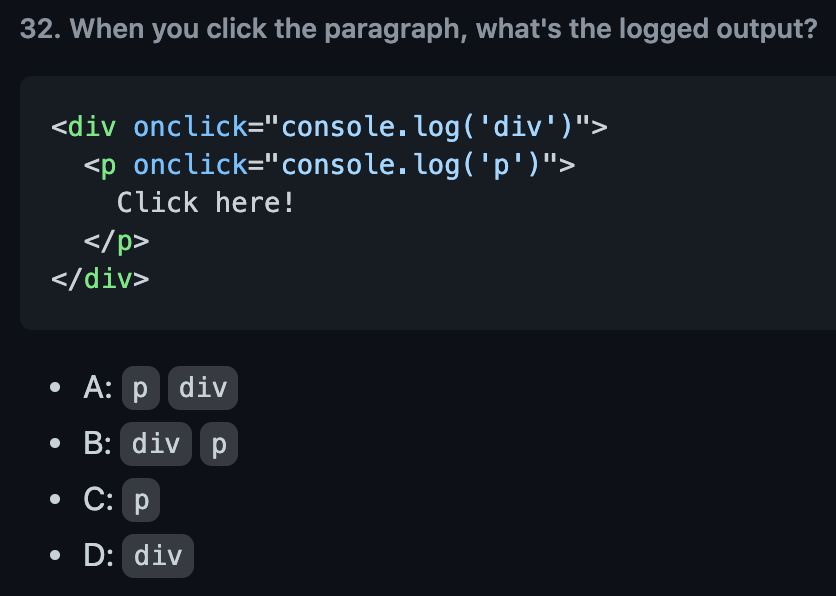 32. When you click the paragraph, what's the logged output?
<div onclick="console.log('div')">
  <p onclick="console.log('p')">
    Click here!
  </p>
</div>
• A: p div
• B: div p
• C: p
• D: div